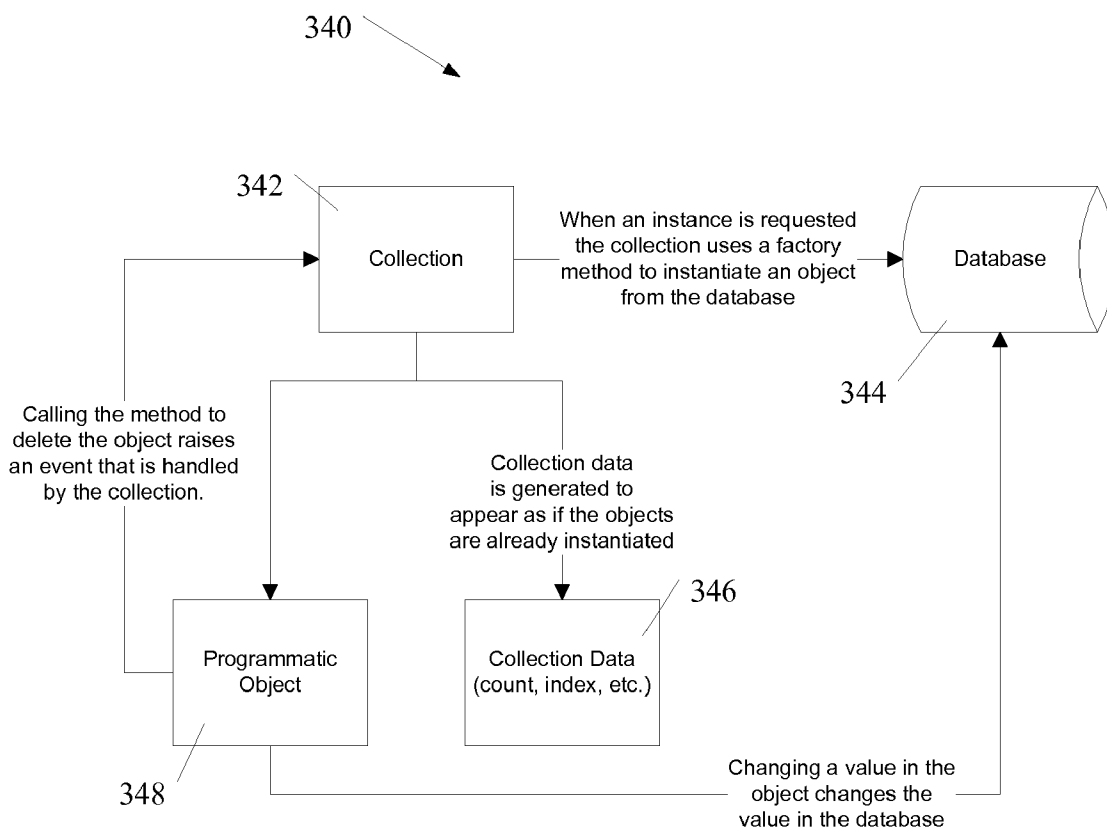 340
342
Collection
When an instance is requested
the collection uses a factory
method to instantiate an object
from the database
Database
344
Calling the method to
delete the object raises
an event that is handled
by the collection.
Collection data
is generated to
appear as if the objects
are already instantiated
346
Programmatic
Object
Collection Data
(count, index, etc.)
348
Changing a value in the
object changes the
value in the database